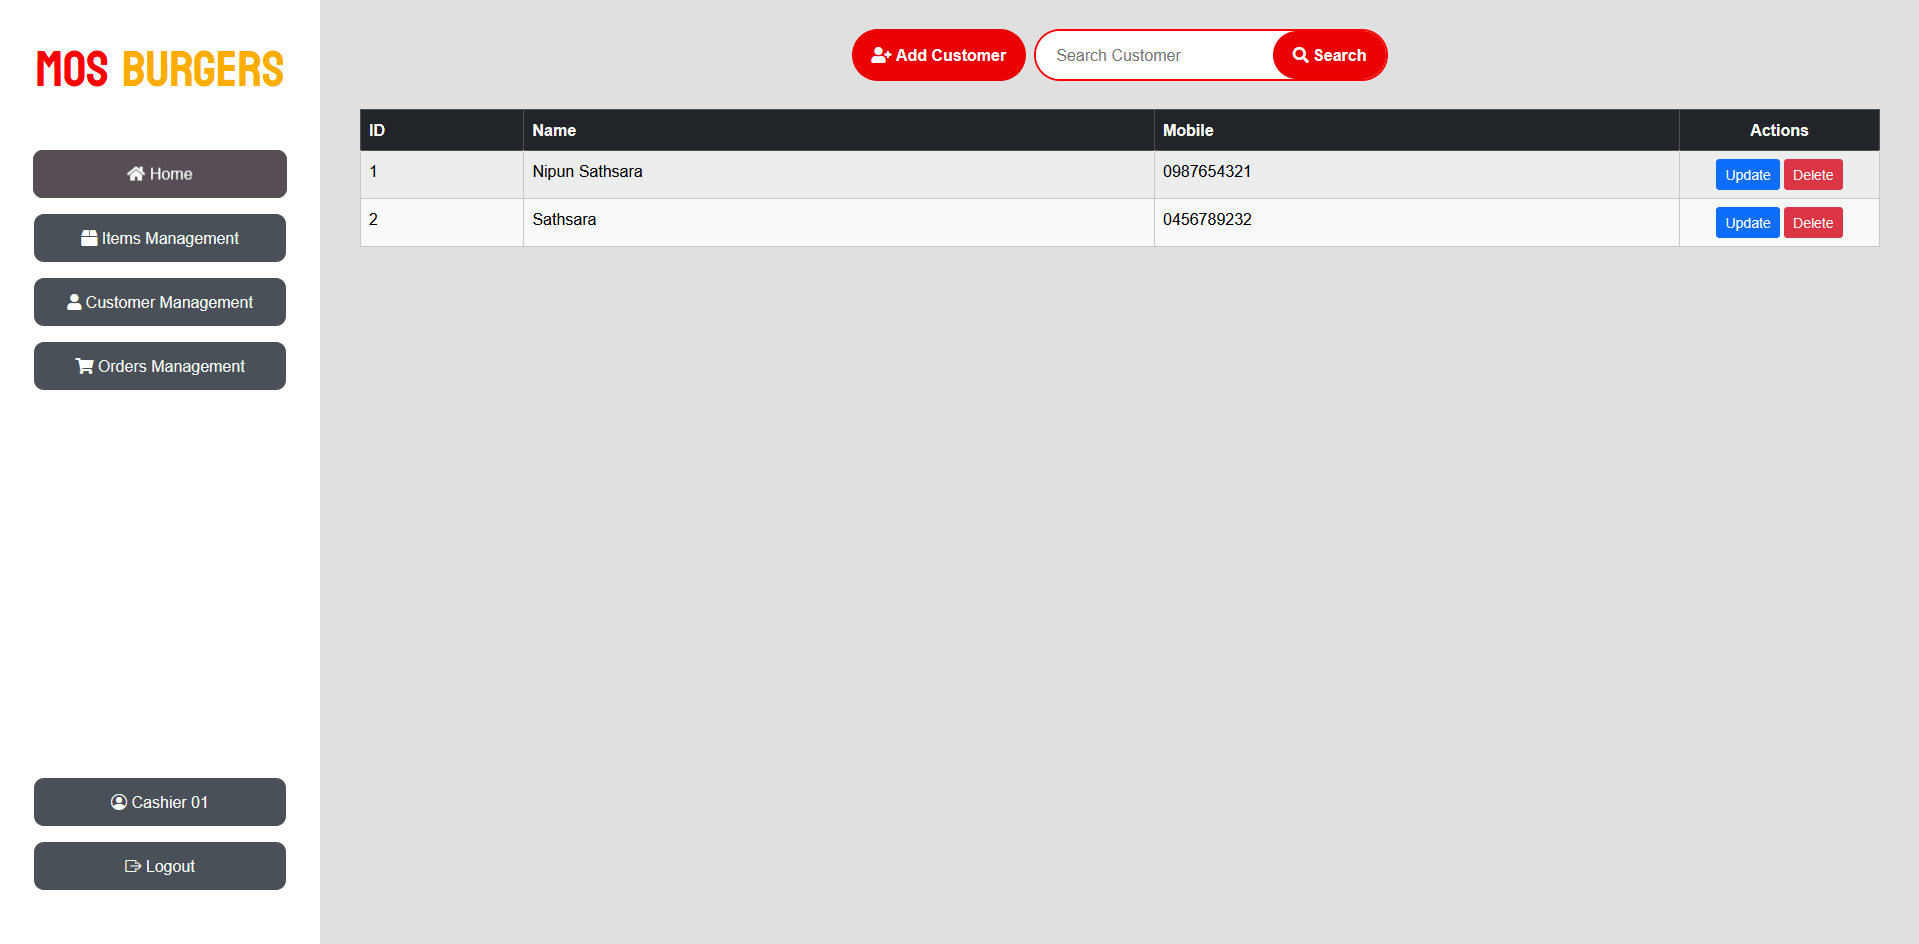 MOS BURGERS
Home
Items Management
Customer Management
Orders Management
Cashier 01
Logout
Add Customer
Search Customer
Search
ID Name Mobile Actions
1 Nipun Sathsara 0987654321 Update Delete
2 Sathsara 0456789232 Update Delete